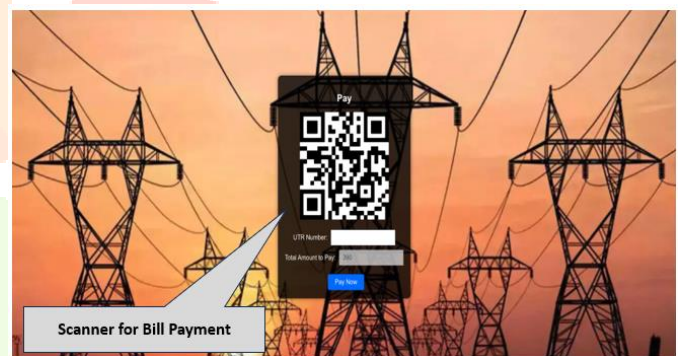 Pay
UTR Number:
Total Amount to Pay:
Pay Now
Scanner for Bill Payment